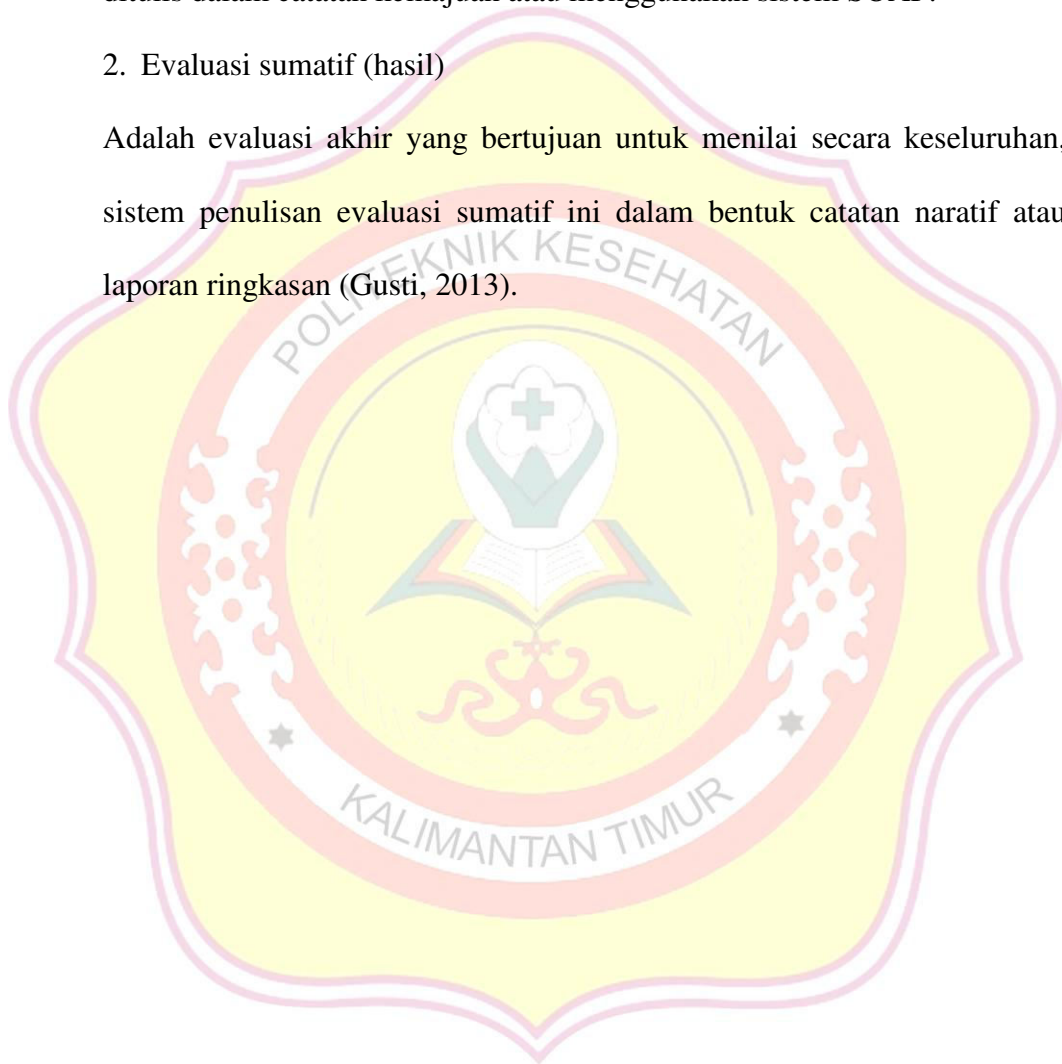 2. Evaluasi sumatif (hasil)
Adalah evaluasi akhir yang bertujuan untuk menilai secara keseluruhan,
sistem penulisan evaluasi sumatif ini dalam bentuk catatan naratif atau
laporan ringkasan (Gusti, 2013).
POLITEKNIK KESEHATAN
KALIMANTAN TIMUR